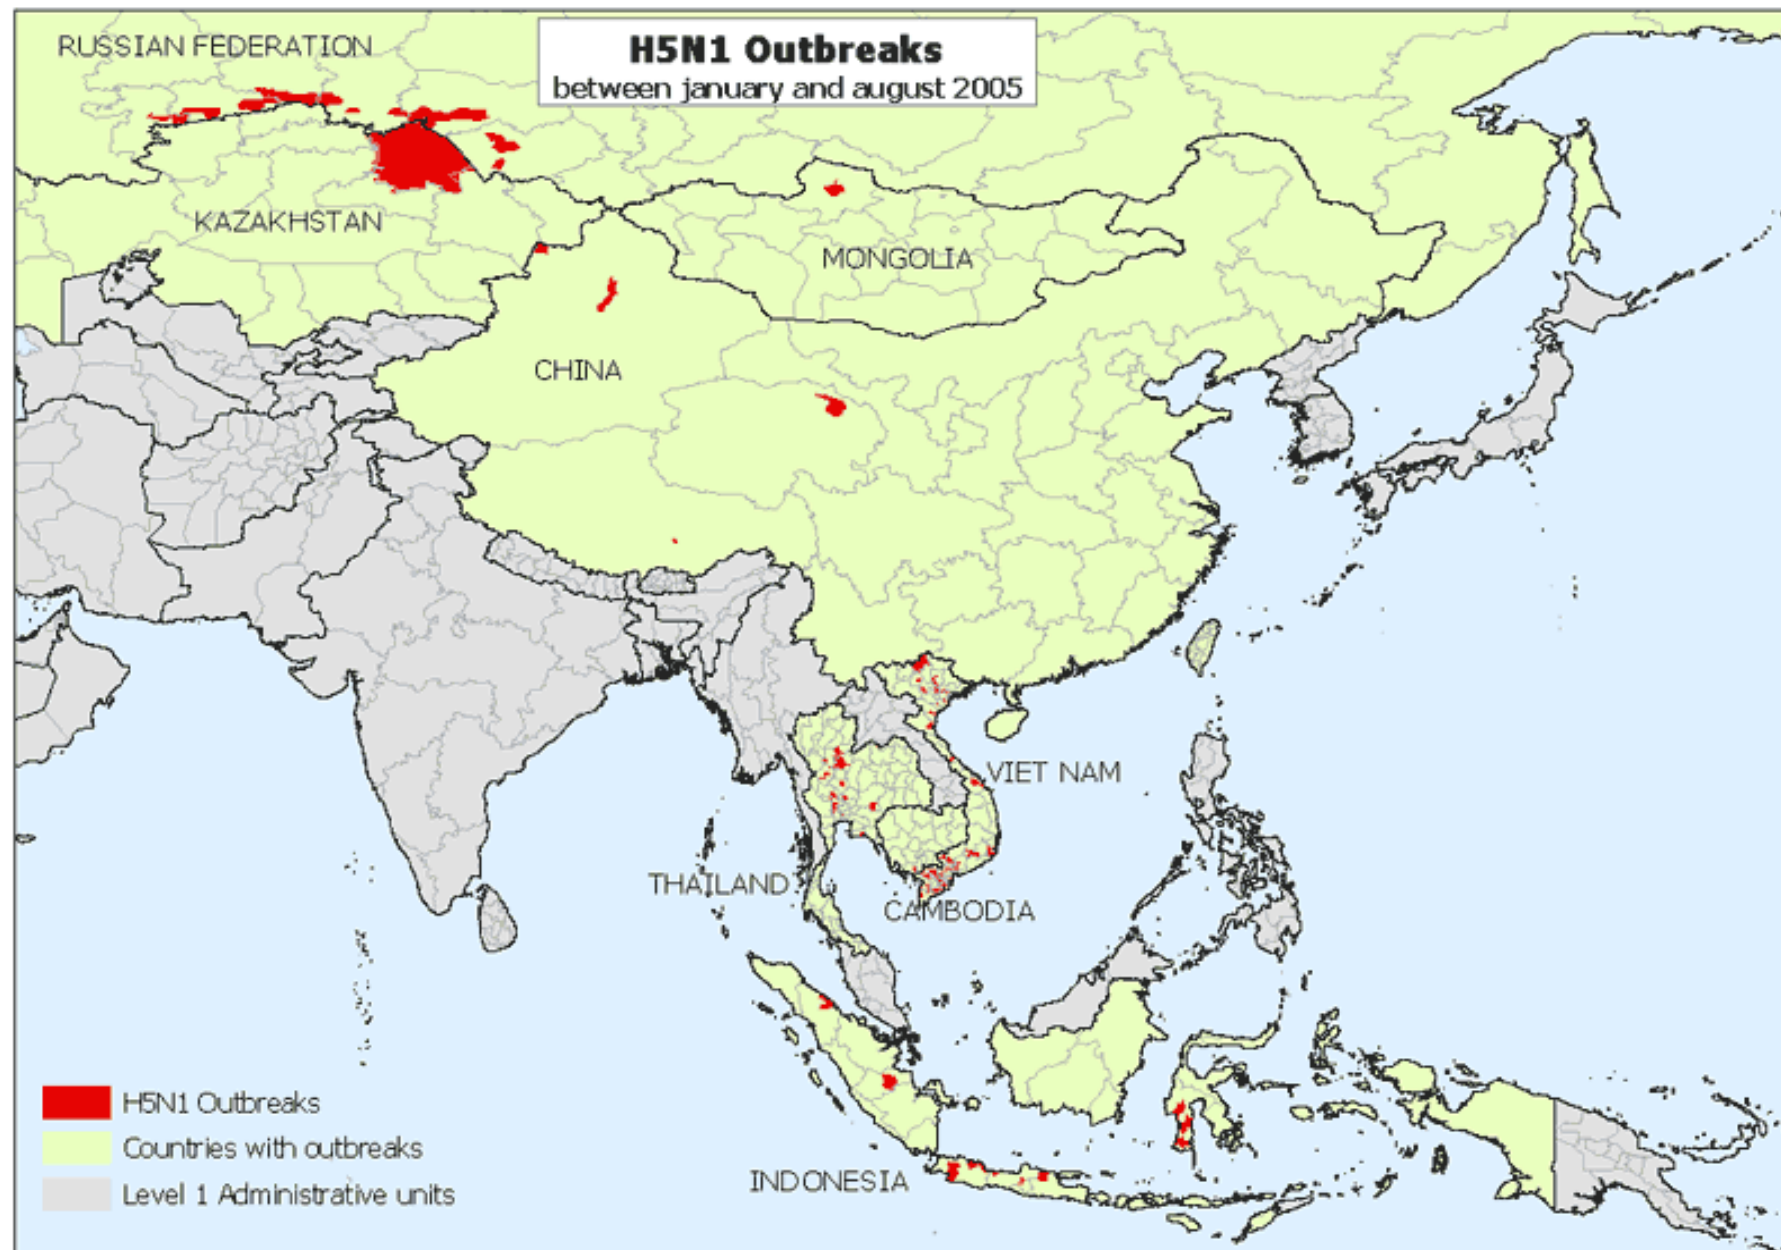 H5N1 Outbreaks
between january and august 2005
RUSSIAN FEDERATION
KAZAKHSTAN
MONGOLIA
CHINA
VIET NAM
THAILAND
CAMBODIA
INDONESIA
H5N1 Outbreaks
Countries with outbreaks
Level 1 Administrative units